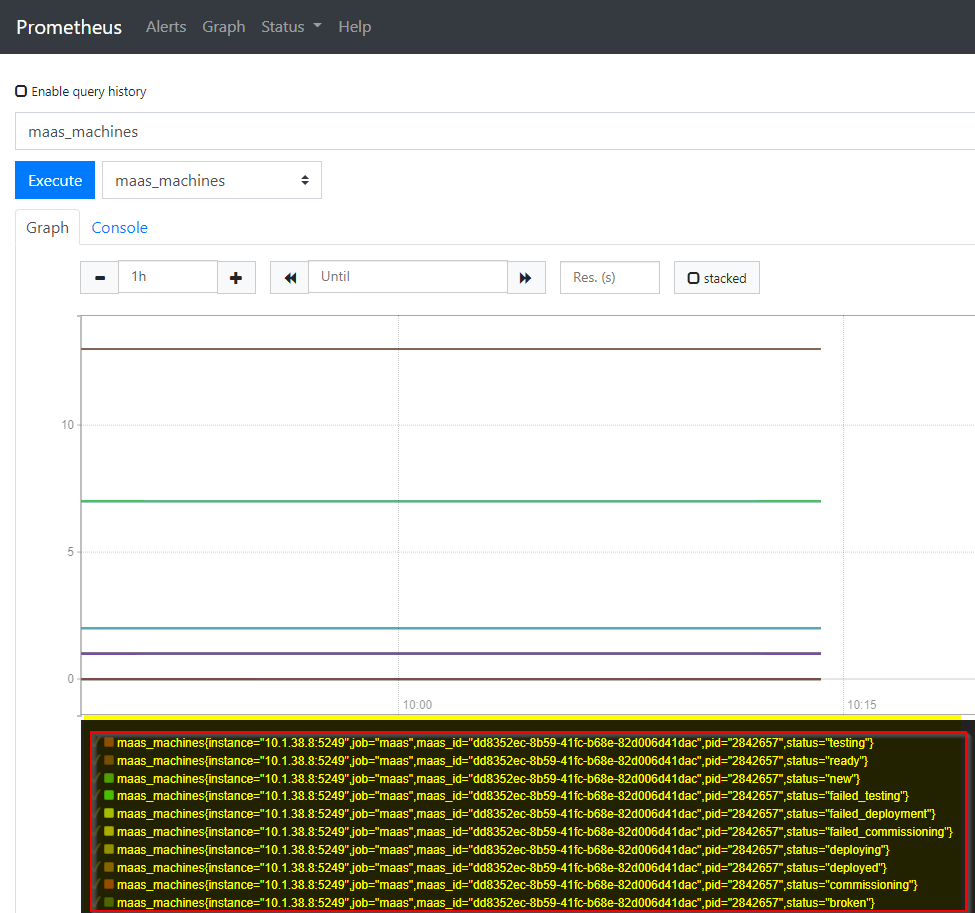 Prometheus Alerts Graph Status Help
Enable query history
maas_machines
Execute maas_machines
Graph Console
1h Until Res. (s) stacked
10
5
0
10:00 10:15
maas_machines{instance="10.1.38.8:5249",job="maas",maas_id="dd8352ec-8b59-41fc-b68e-82d006d41dac",pid="2842657",status="testing"}
maas_machines{instance="10.1.38.8:5249",job="maas",maas_id="dd8352ec-8b59-41fc-b68e-82d006d41dac",pid="2842657",status="ready"}
maas_machines{instance="10.1.38.8:5249",job="maas",maas_id="dd8352ec-8b59-41fc-b68e-82d006d41dac",pid="2842657",status="new"}
maas_machines{instance="10.1.38.8:5249",job="maas",maas_id="dd8352ec-8b59-41fc-b68e-82d006d41dac",pid="2842657",status="failed_testing"}
maas_machines{instance="10.1.38.8:5249",job="maas",maas_id="dd8352ec-8b59-41fc-b68e-82d006d41dac",pid="2842657",status="failed_deployment"}
maas_machines{instance="10.1.38.8:5249",job="maas",maas_id="dd8352ec-8b59-41fc-b68e-82d006d41dac",pid="2842657",status="failed_commissioning"}
maas_machines{instance="10.1.38.8:5249",job="maas",maas_id="dd8352ec-8b59-41fc-b68e-82d006d41dac",pid="2842657",status="deploying"}
maas_machines{instance="10.1.38.8:5249",job="maas",maas_id="dd8352ec-8b59-41fc-b68e-82d006d41dac",pid="2842657",status="deployed"}
maas_machines{instance="10.1.38.8:5249",job="maas",maas_id="dd8352ec-8b59-41fc-b68e-82d006d41dac",pid="2842657",status="commissioning"}
maas_machines{instance="10.1.38.8:5249",job="maas",maas_id="dd8352ec-8b59-41fc-b68e-82d006d41dac",pid="2842657",status="broken"}